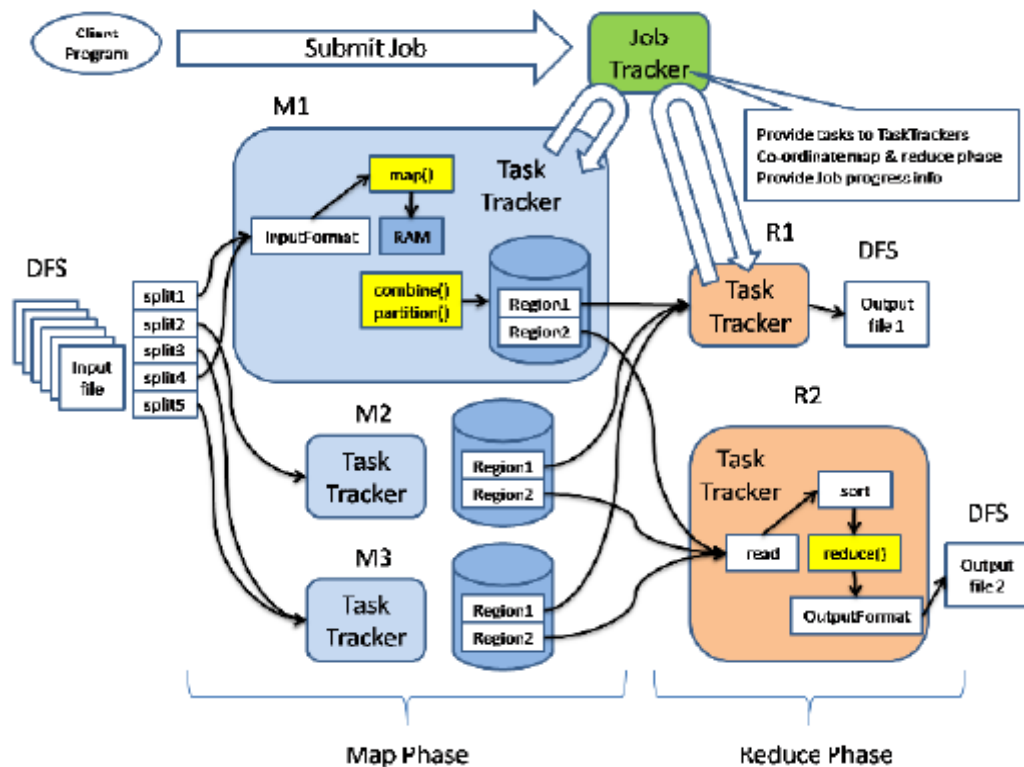 Client
Program
Submit Job
Job
Tracker
Provide tasks to TaskTrackers
Co-ordinate map & reduce phase
Provide Job progress info
M1
Task
Tracker
map()
InputFormat
RAM
combine()
partition()
Region1
Region2
DFS
Input
file
split1
split2
split3
split4
split5
M2
Task
Tracker
Region1
Region2
M3
Task
Tracker
Region1
Region2
R1
Task
Tracker
DFS
Output
file 1
R2
Task
Tracker
sort
read
reduce()
OutputFormat
DFS
Output
file 2
Map Phase
Reduce Phase